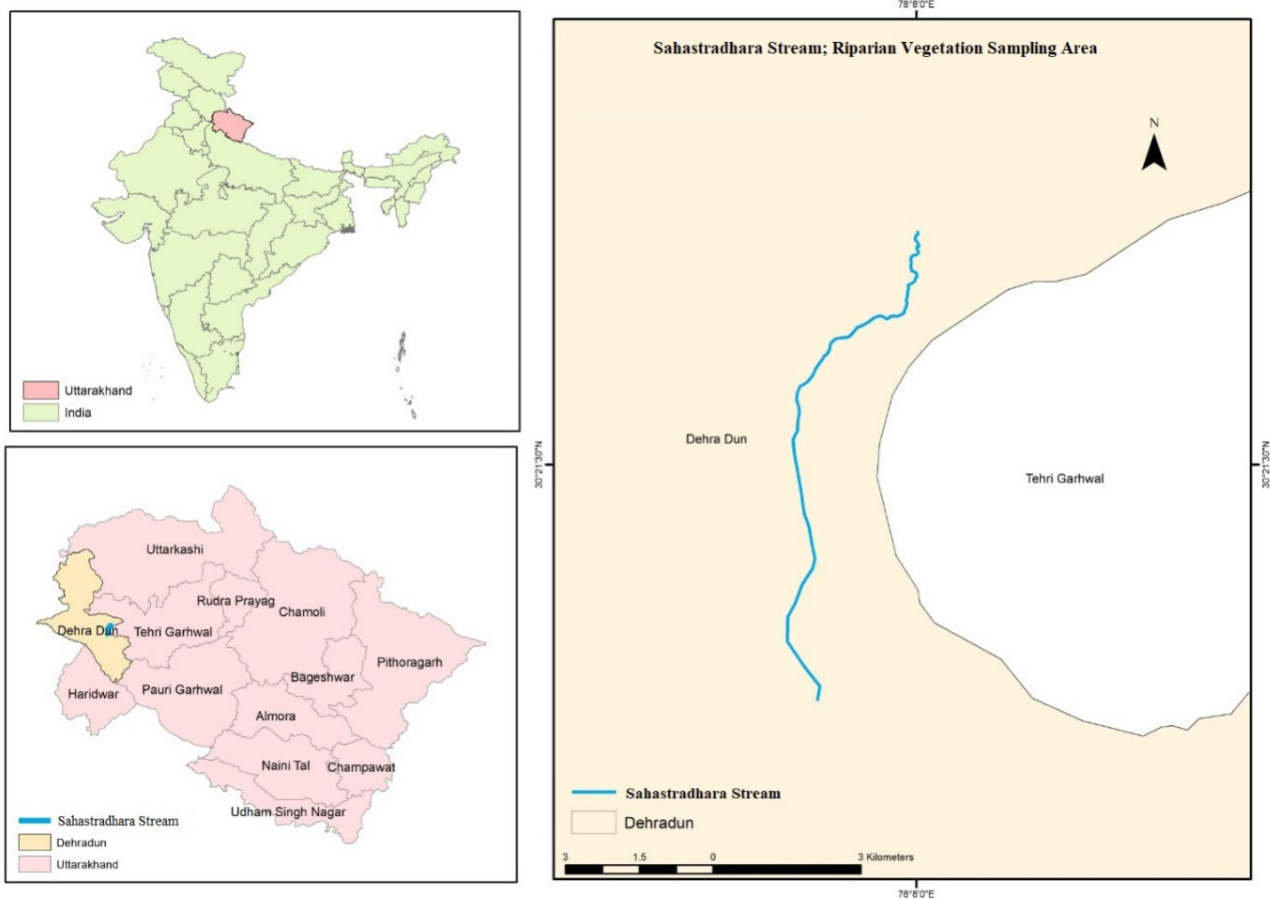 Uttarakhand
India
Uttarkashi
Rudra Prayag
Chamoli
Dehra Dun
Tehri Garhwal
Pithoragarh
Bageshwar
Haridwar
Pauri Garhwal
Almora
Naini Tal
Champawat
Udham Singh Nagar
Sahastradhara Stream
Dehradun
Uttarakhand
78°8'0"E
Sahastradhara Stream; Riparian Vegetation Sampling Area
N
Dehra Dun
30°21'30"N
30°21'30"N
Tehri Garhwal
Sahastradhara Stream
Dehradun
3 1.5 0 3 Kilometers
78°8'0"E